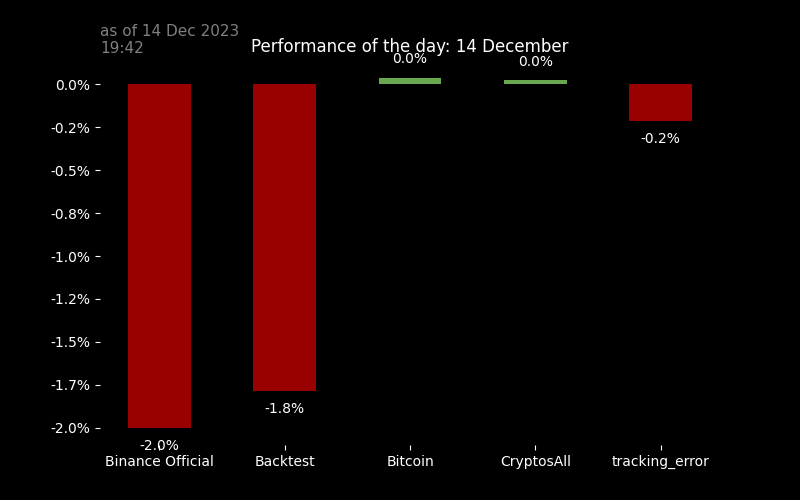 as of 14 Dec 2023
19:42
Performance of the day: 14 December
0.0%
-0.2%
-0.5%
-0.8%
-1.0%
-1.2%
-1.5%
-1.7%
-2.0%
-2.0%
-1.8%
0.0%
0.0%
-0.2%
Binance Official
Backtest
Bitcoin
CryptosAll
tracking_error